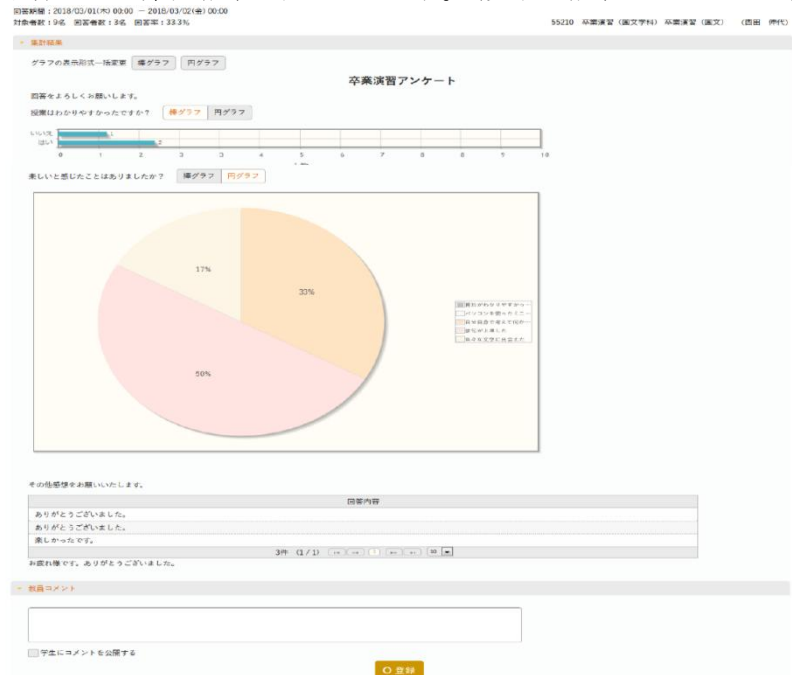 回答期間：2018/03/01(木) 00:00 ～ 2018/03/02(金) 00:00
対象者数：9名 回答者数：3名 回答率：33.3%
55210 卒業演習（国文学科） 卒業演習（国文）
集計結果
グラフの表示形式一括変更 棒グラフ 円グラフ
卒業演習アンケート
回答をよろしくお願いします。
授業はわかりやすかったですか？ 棒グラフ 円グラフ
いいえ 1
はい 2
楽しいと感じたことはありましたか？ 棒グラフ 円グラフ
17%
33%
50%
その他感想をお願いいたします。
回答内容
ありがとうございました。
ありがとうございました。
楽しかったです。
3件 (1 / 1) 1 10
お疲れ様です。ありがとうございました。
教員コメント
学生にコメントを公開する
登録